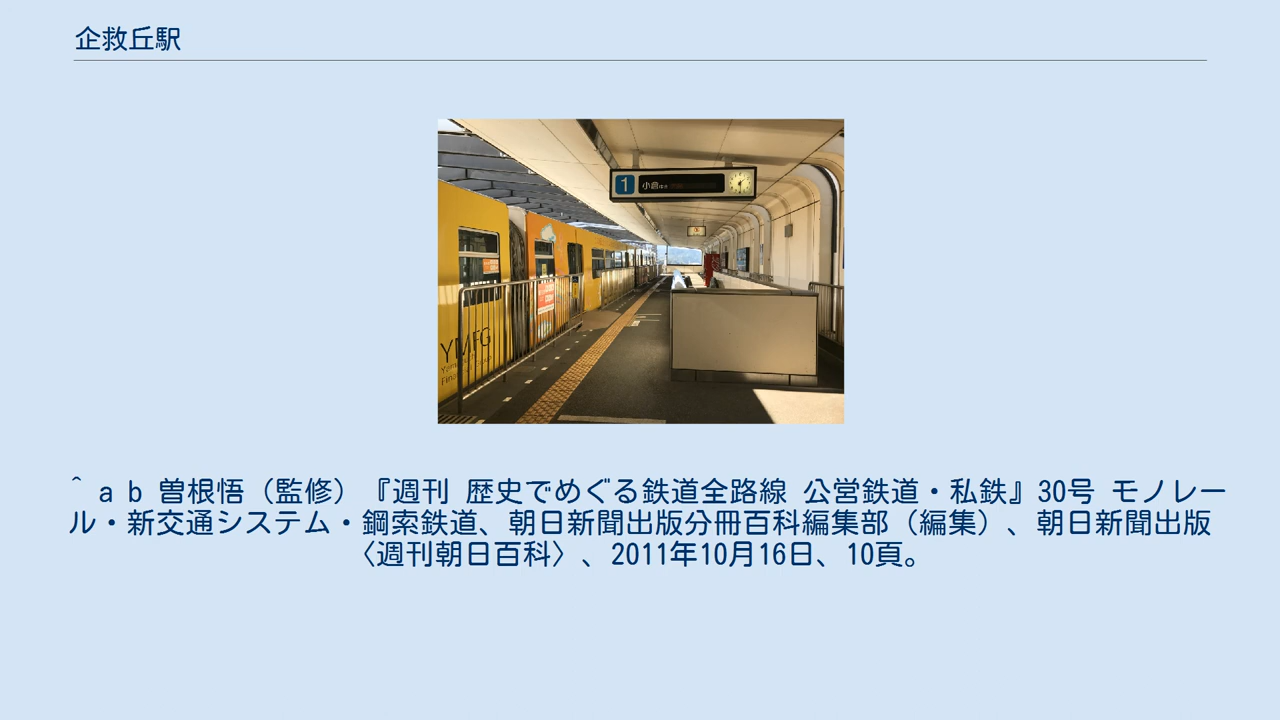 企救丘駅
1 小倉
YMFG
^ a b 曽根悟（監修）『週刊 歴史でめぐる鉄道全路線 公営鉄道・私鉄』30号 モノレー
ル・新交通システム・鋼索鉄道、朝日新聞出版分冊百科編集部（編集）、朝日新聞出版
〈週刊朝日百科〉、2011年10月16日、10頁。